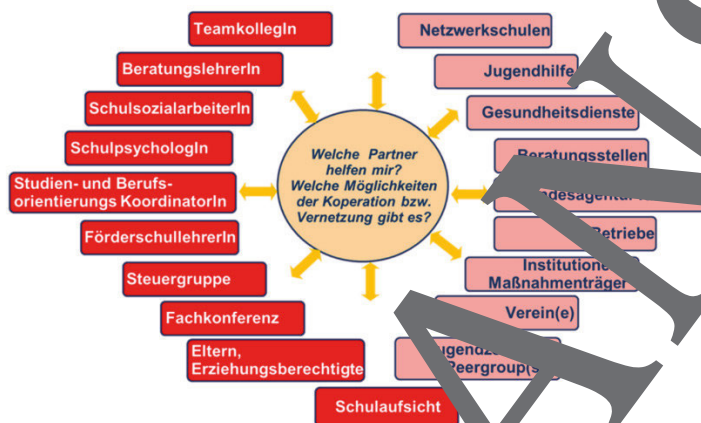 TeamkollegIn
BeratungslehrerIn
SchulsozialarbeiterIn
SchulpsychologIn
Studien- und Berufs-
orientierungs KoordinatorIn
FörderschullehrerIn
Steuergruppe
Fachkonferenz
Eltern,
Erziehungsberechtigte
Schulaufsicht
Welche Partner
helfen mir?
Welche Möglichkeiten
der Koperation bzw.
Vernetzung gibt es?
Netzwerkschulen
Jugendhilfe
Gesundheitsdienste
Beratungsstellen
Betriebe
Maßnahmenträger
Verein(e)